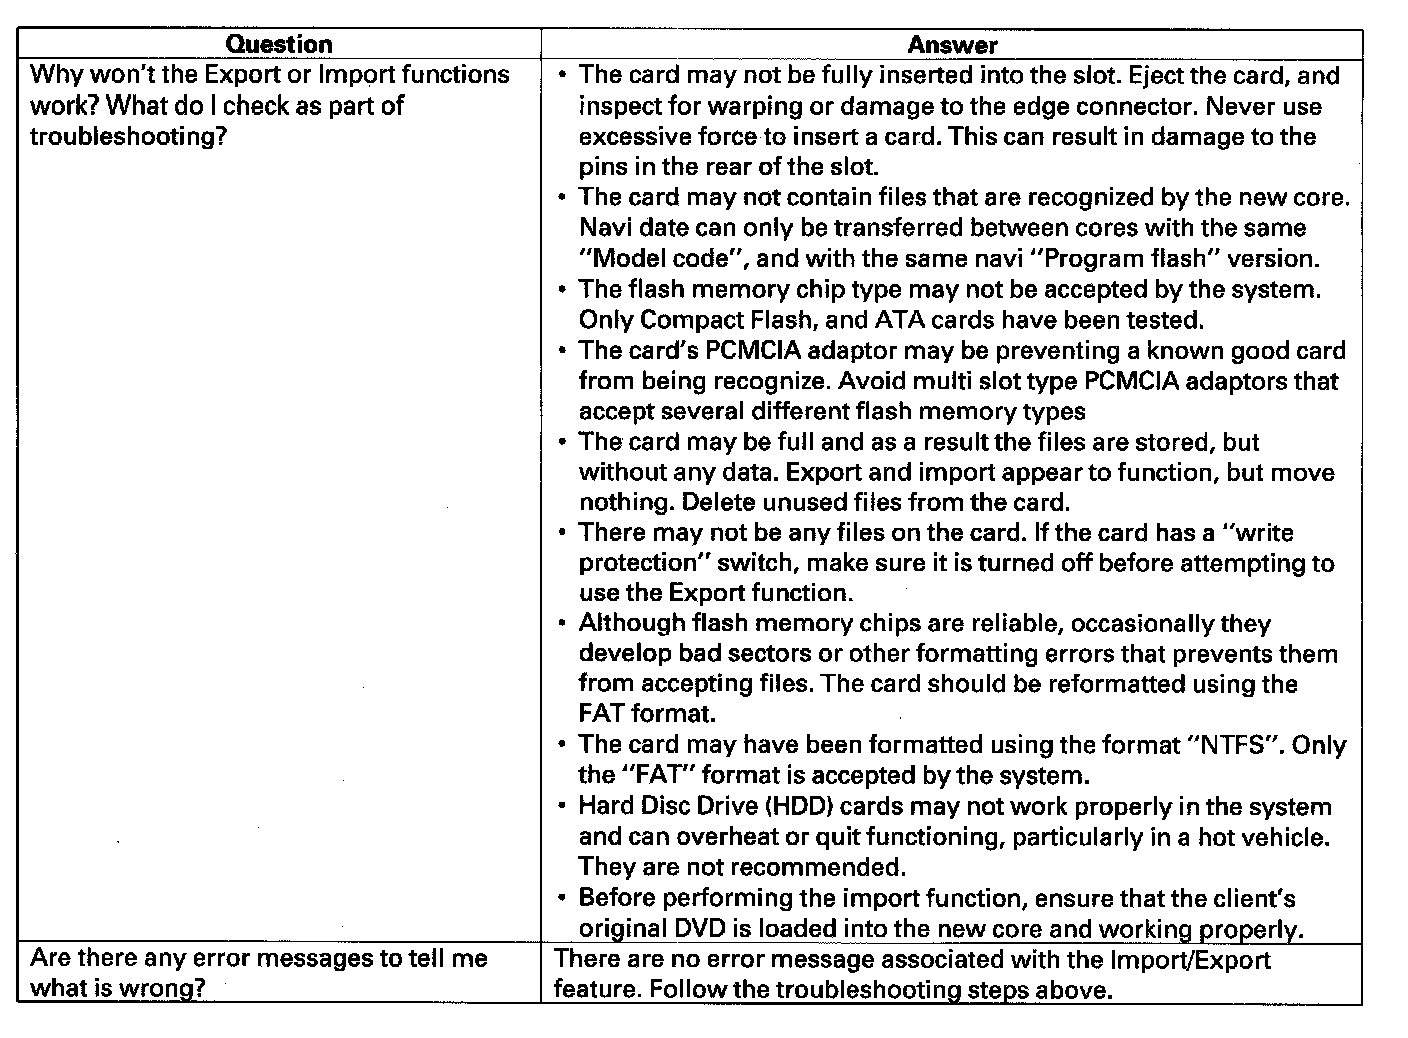 Question
Answer
Why won't the Export or Import functions
work? What do I check as part of
troubleshooting?
• The card may not be fully inserted into the slot. Eject the card, and
inspect for warping or damage to the edge connector. Never use
excessive force to insert a card. This can result in damage to the
pins in the rear of the slot.
• The card may not contain files that are recognized by the new core.
Navi date can only be transferred between cores with the same
"Model code", and with the same navi "Program flash" version.
• The flash memory chip type may not be accepted by the system.
Only Compact Flash, and ATA cards have been tested.
• The card's PCMCIA adaptor may be preventing a known good card
from being recognize. Avoid multi slot type PCMCIA adaptors that
accept several different flash memory types
• The card may be full and as a result the files are stored, but
without any data. Export and import appear to function, but move
nothing. Delete unused files from the card.
• There may not be any files on the card. If the card has a "write
protection" switch, make sure it is turned off before attempting to
use the Export function.
• Although flash memory chips are reliable, occasionally they
develop bad sectors or other formatting errors that prevents them
from accepting files. The card should be reformatted using the
FAT format.
• The card may have been formatted using the format "NTFS". Only
the "FAT" format is accepted by the system.
• Hard Disc Drive (HDD) cards may not work properly in the system
and can overheat or quit functioning, particularly in a hot vehicle.
They are not recommended.
• Before performing the import function, ensure that the client's
original DVD is loaded into the new core and working properly.
Are there any error messages to tell me
what is wrong?
There are no error message associated with the Import/Export
feature. Follow the troubleshooting steps above.